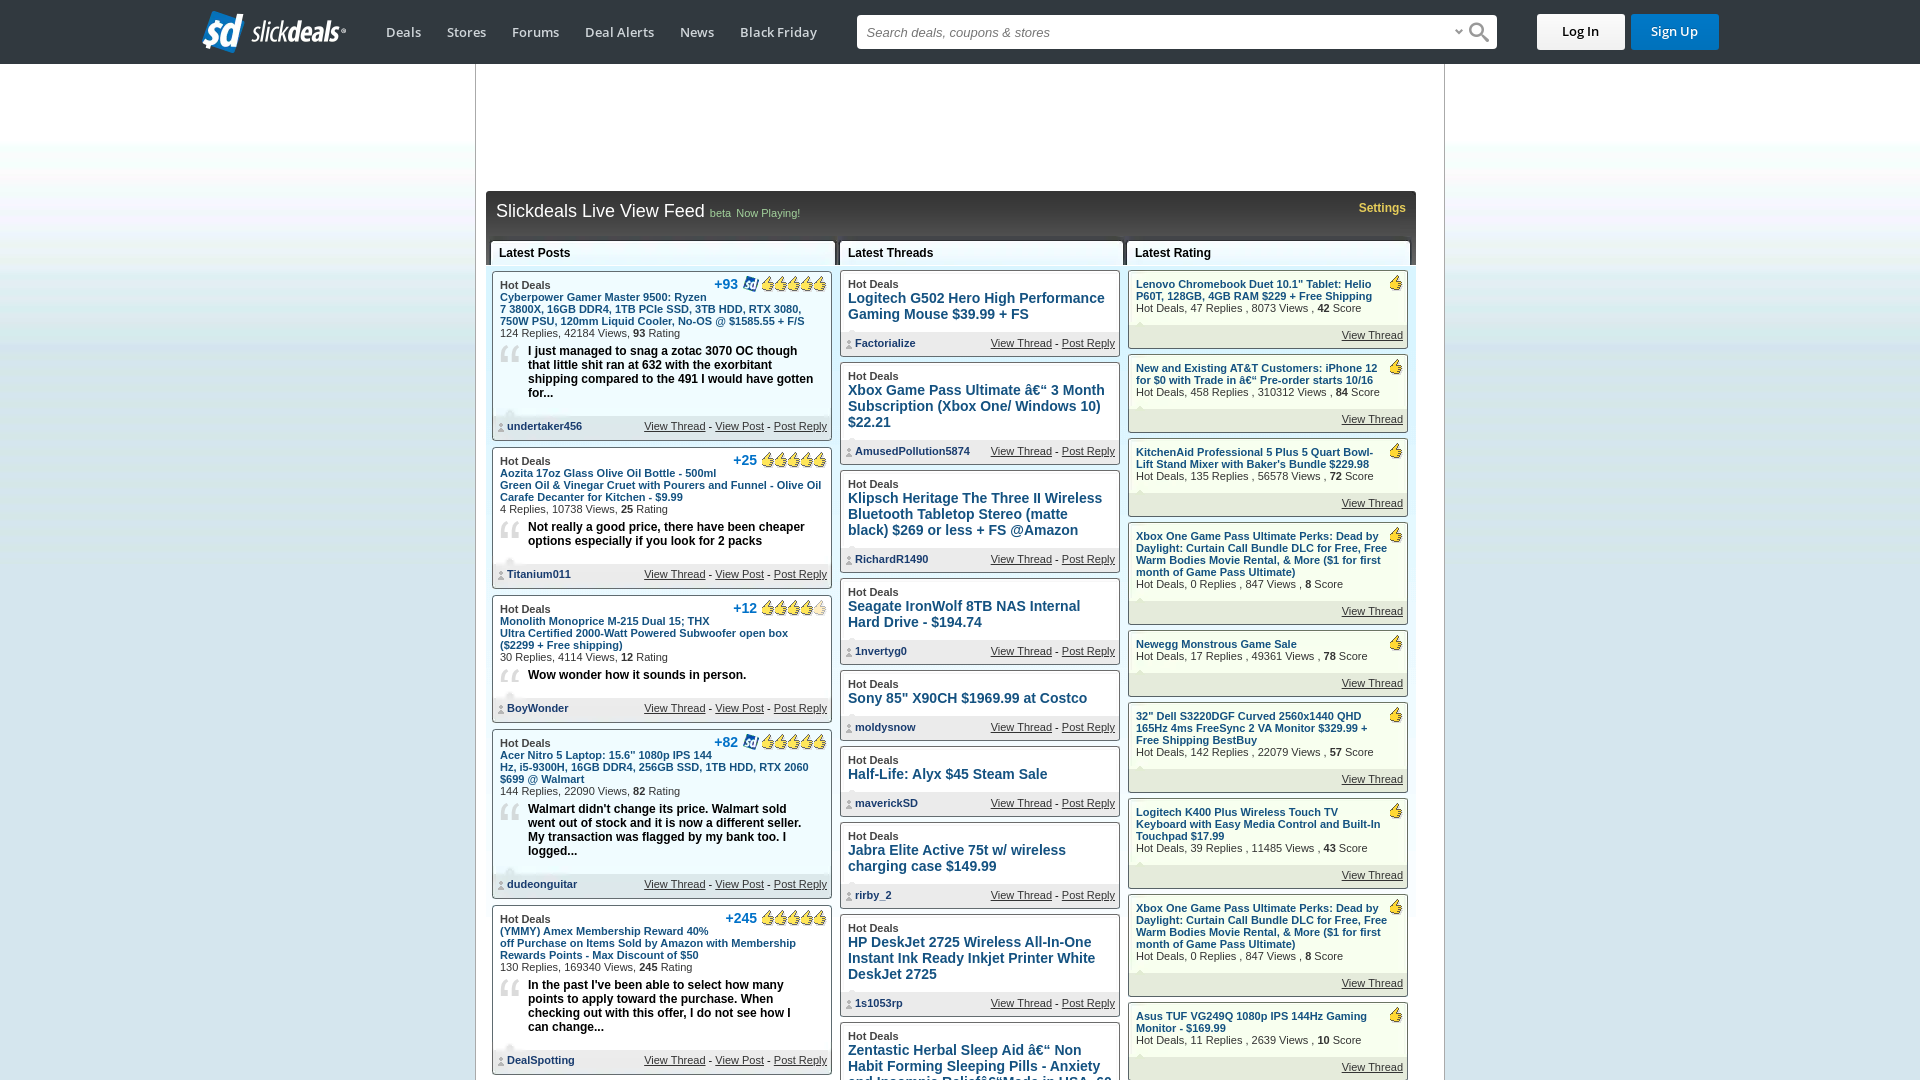 sd slickdeals
Deals
Stores
Forums
Deal Alerts
News
Black Friday
Search deals, coupons & stores
Log In
Sign Up
Slickdeals Live View Feed beta Now Playing!
Settings
Latest Posts
Hot Deals
+93
Cyberpower Gamer Master 9500: Ryzen
7 3800X, 16GB DDR4, 1TB PCIe SSD, 3TB HDD, RTX 3080,
750W PSU, 120mm Liquid Cooler, No-OS @ $1585.55 + F/S
124 Replies, 42184 Views, 93 Rating
I just managed to snag a zotac 3070 OC though
that little shit ran at 632 with the exorbitant
shipping compared to the 491 I would have gotten
for...
undertaker456
View Thread - View Post - Post Reply
Hot Deals
+25
Aozita 17oz Glass Olive Oil Bottle - 500ml
Green Oil & Vinegar Cruet with Pourers and Funnel - Olive Oil
Carafe Decanter for Kitchen - $9.99
4 Replies, 10738 Views, 25 Rating
Not really a good price, there have been cheaper
options especially if you look for 2 packs
Titanium011
View Thread - View Post - Post Reply
Hot Deals
+12
Monolith Monoprice M-215 Dual 15; THX
Ultra Certified 2000-Watt Powered Subwoofer open box
($2299 + Free shipping)
30 Replies, 4114 Views, 12 Rating
Wow wonder how it sounds in person.
BoyWonder
View Thread - View Post - Post Reply
Hot Deals
+82
Acer Nitro 5 Laptop: 15.6" 1080p IPS 144
Hz, i5-9300H, 16GB DDR4, 256GB SSD, 1TB HDD, RTX 2060
$699 @ Walmart
144 Replies, 22090 Views, 82 Rating
Walmart didn't change its price. Walmart sold
went out of stock and it is now a different seller.
My transaction was flagged by my bank too. I
logged...
dudeonguitar
View Thread - View Post - Post Reply
Hot Deals
+245
(YMMY) Amex Membership Reward 40%
off Purchase on Items Sold by Amazon with Membership
Rewards Points - Max Discount of $50
130 Replies, 169340 Views, 245 Rating
In the past I've been able to select how many
points to apply toward the purchase. When
checking out with this offer, I do not see how I
can change...
DealSpotting
View Thread - View Post - Post Reply
Latest Threads
Hot Deals
Logitech G502 Hero High Performance
Gaming Mouse $39.99 + FS
Factorialize
View Thread - Post Reply
Hot Deals
Xbox Game Pass Ultimate â€“ 3 Month
Subscription (Xbox One/ Windows 10)
$22.21
AmusedPollution5874
View Thread - Post Reply
Hot Deals
Klipsch Heritage The Three II Wireless
Bluetooth Tabletop Stereo (matte
black) $269 or less + FS @Amazon
RichardR1490
View Thread - Post Reply
Hot Deals
Seagate IronWolf 8TB NAS Internal
Hard Drive - $194.74
1nvertyg0
View Thread - Post Reply
Hot Deals
Sony 85" X90CH $1969.99 at Costco
moldysnow
View Thread - Post Reply
Hot Deals
Half-Life: Alyx $45 Steam Sale
maverickSD
View Thread - Post Reply
Hot Deals
Jabra Elite Active 75t w/ wireless
charging case $149.99
rirby_2
View Thread - Post Reply
Hot Deals
HP DeskJet 2725 Wireless All-In-One
Instant Ink Ready Inkjet Printer White
DeskJet 2725
1s1053rp
View Thread - Post Reply
Hot Deals
Zentastic Herbal Sleep Aid â€“ Non
Habit Forming Sleeping Pills - Anxiety
and Insomnia Reliefâ€“Made in USA, 60
Latest Rating
Lenovo Chromebook Duet 10.1" Tablet: Helio
P60T, 128GB, 4GB RAM $229 + Free Shipping
Hot Deals, 47 Replies , 8073 Views , 42 Score
View Thread
New and Existing AT&T Customers: iPhone 12
for $0 with Trade in â€“ Pre-order starts 10/16
Hot Deals, 458 Replies , 310312 Views , 84 Score
View Thread
KitchenAid Professional 5 Plus 5 Quart Bowl-
Lift Stand Mixer with Baker's Bundle $229.98
Hot Deals, 135 Replies , 56578 Views , 72 Score
View Thread
Xbox One Game Pass Ultimate Perks: Dead by
Daylight: Curtain Call Bundle DLC for Free, Free
Warm Bodies Movie Rental, & More ($1 for first
month of Game Pass Ultimate)
Hot Deals, 0 Replies , 847 Views , 8 Score
View Thread
Newegg Monstrous Game Sale
Hot Deals, 17 Replies , 49361 Views , 78 Score
View Thread
32" Dell S3220DGF Curved 2560x1440 QHD
165Hz 4ms FreeSync 2 VA Monitor $329.99 +
Free Shipping BestBuy
Hot Deals, 142 Replies , 22079 Views , 57 Score
View Thread
Logitech K400 Plus Wireless Touch TV
Keyboard with Easy Media Control and Built-In
Touchpad $17.99
Hot Deals, 39 Replies , 11485 Views , 43 Score
View Thread
Xbox One Game Pass Ultimate Perks: Dead by
Daylight: Curtain Call Bundle DLC for Free, Free
Warm Bodies Movie Rental, & More ($1 for first
month of Game Pass Ultimate)
Hot Deals, 0 Replies , 847 Views , 8 Score
View Thread
Asus TUF VG249Q 1080p IPS 144Hz Gaming
Monitor - $169.99
Hot Deals, 11 Replies , 2639 Views , 10 Score
View Thread